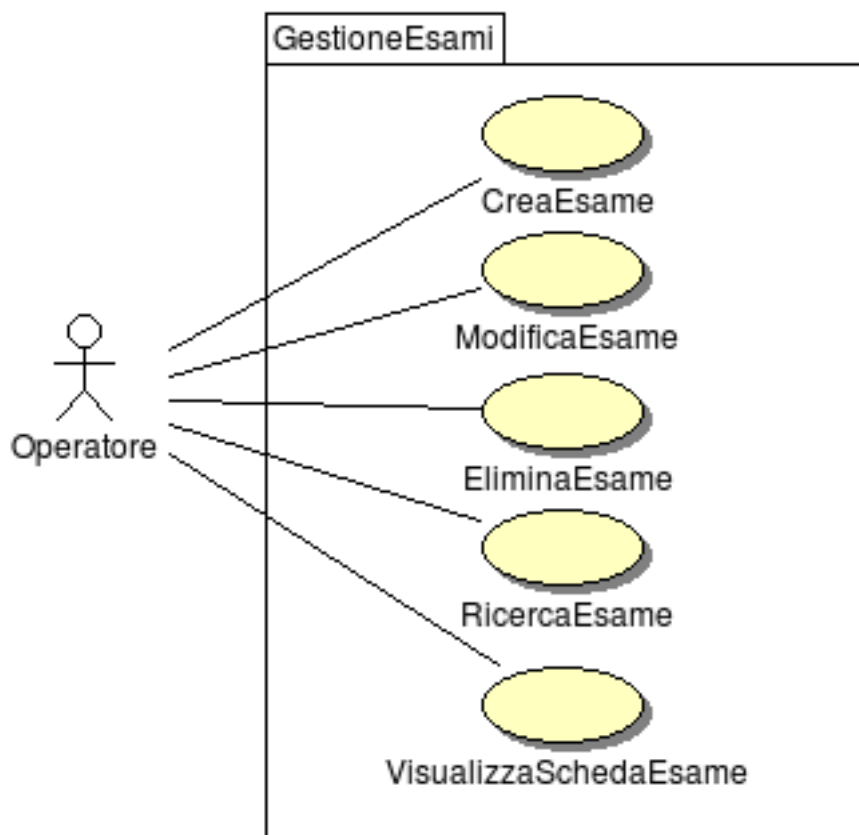 GestioneEsami
CreaEsame
ModificaEsame
Operatore
EliminaEsame
RicercaEsame
VisualizzaSchedaEsame